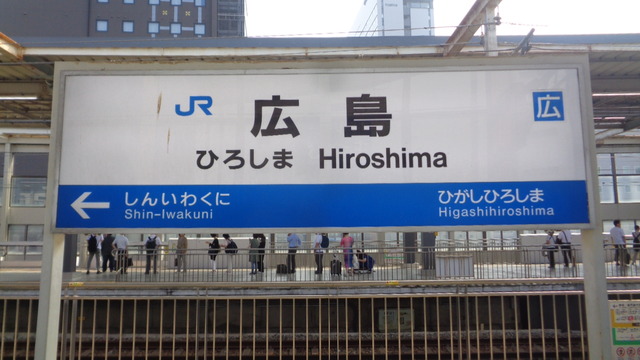 JR 広島 広
ひろしま Hiroshima
しんいわくに ひがしひろしま
Shin-Iwakuni Higashihiroshima